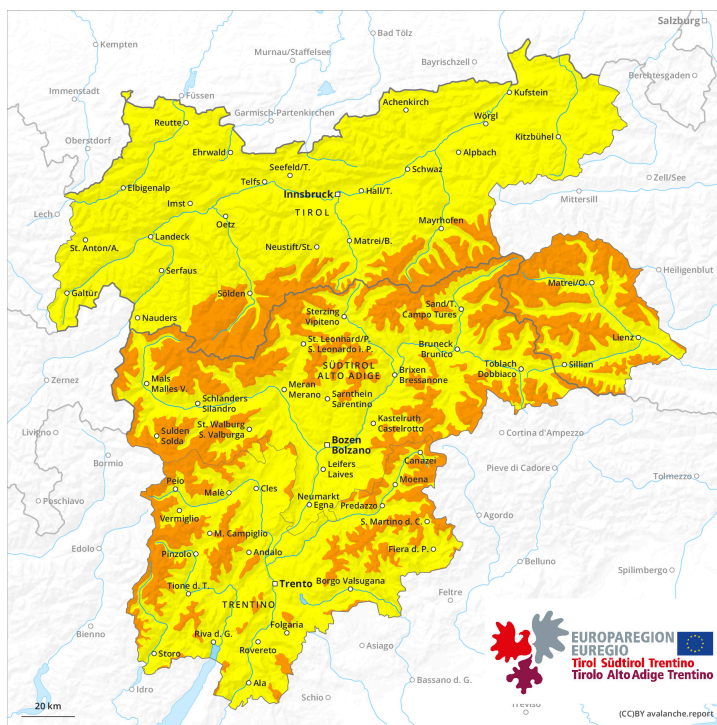 Salzburg
Bad Tölz
Kempten
Murnau/Staffelsee
Bayrischzell
Berchtesgaden
Immenstadt
Füssen
Kufstein
Achenkirch
Garmisch-Partenkirchen
Wörgl
Reutte
Kitzbühel
Oberstdorf
Ehrwald
Alpbach
Seefeld/T.
Schwaz
Telfs
Zell/See
Elbigenalp
Innsbruck
Hall/T.
Mittersill
Imst
TIROL
Lech
Oetz
Mayrhofen
Landeck
Matrei/B.
St. Anton/A.
Neustift/St.
Serfaus
Heiligenblut
Matrei/O.
Galtür
Sölden
Nauders
Sand/T.
Campo Tures
Sterzing
Vipiteno
Lienz
St. Leonhard/P.
S. Leonardo i. P.
Bruneck
Brunico
Sillian
Toblach
Dobbiaco
SÜDTIROL
ALTO ADIGE
Brixen
Bressanone
Zernez
Mals
Malles V.
Meran
Merano
Schlanders
Silandro
Sarnthein
Sarentino
St. Walburg
S. Valburga
Kastelruth
Castelrotto
Livigno
Sulden
Solda
Cortina d'Ampezzo
Bozen
Bolzano
Bormio
Canazei
Pieve di Cadore
Leifers
Laives
Tolmezzo
Peio
Malè
Cles
Moena
Poschiavo
Neumarkt
Egna
Predazzo
Vermiglio
Agordo
S. Martino d. C.
M. Campiglio
Edolo
Pinzolo
Andalo
Fiera d. P.
Belluno
Spilimbergo
Tione d. T.
Trento
Borgo Valsugana
Feltre
TRENTINO
Bienno
Folgaria
Riva d. G.
Rovereto
Asiago
Storo
Bassano d. G.
Ala
Idro
Schio
Treviso
EUROPAREGION
EUREGIO
Tirol Südtirol Trentino
Tirolo Alto Adige Trentino
20 km
(CC)BY avalanche.report